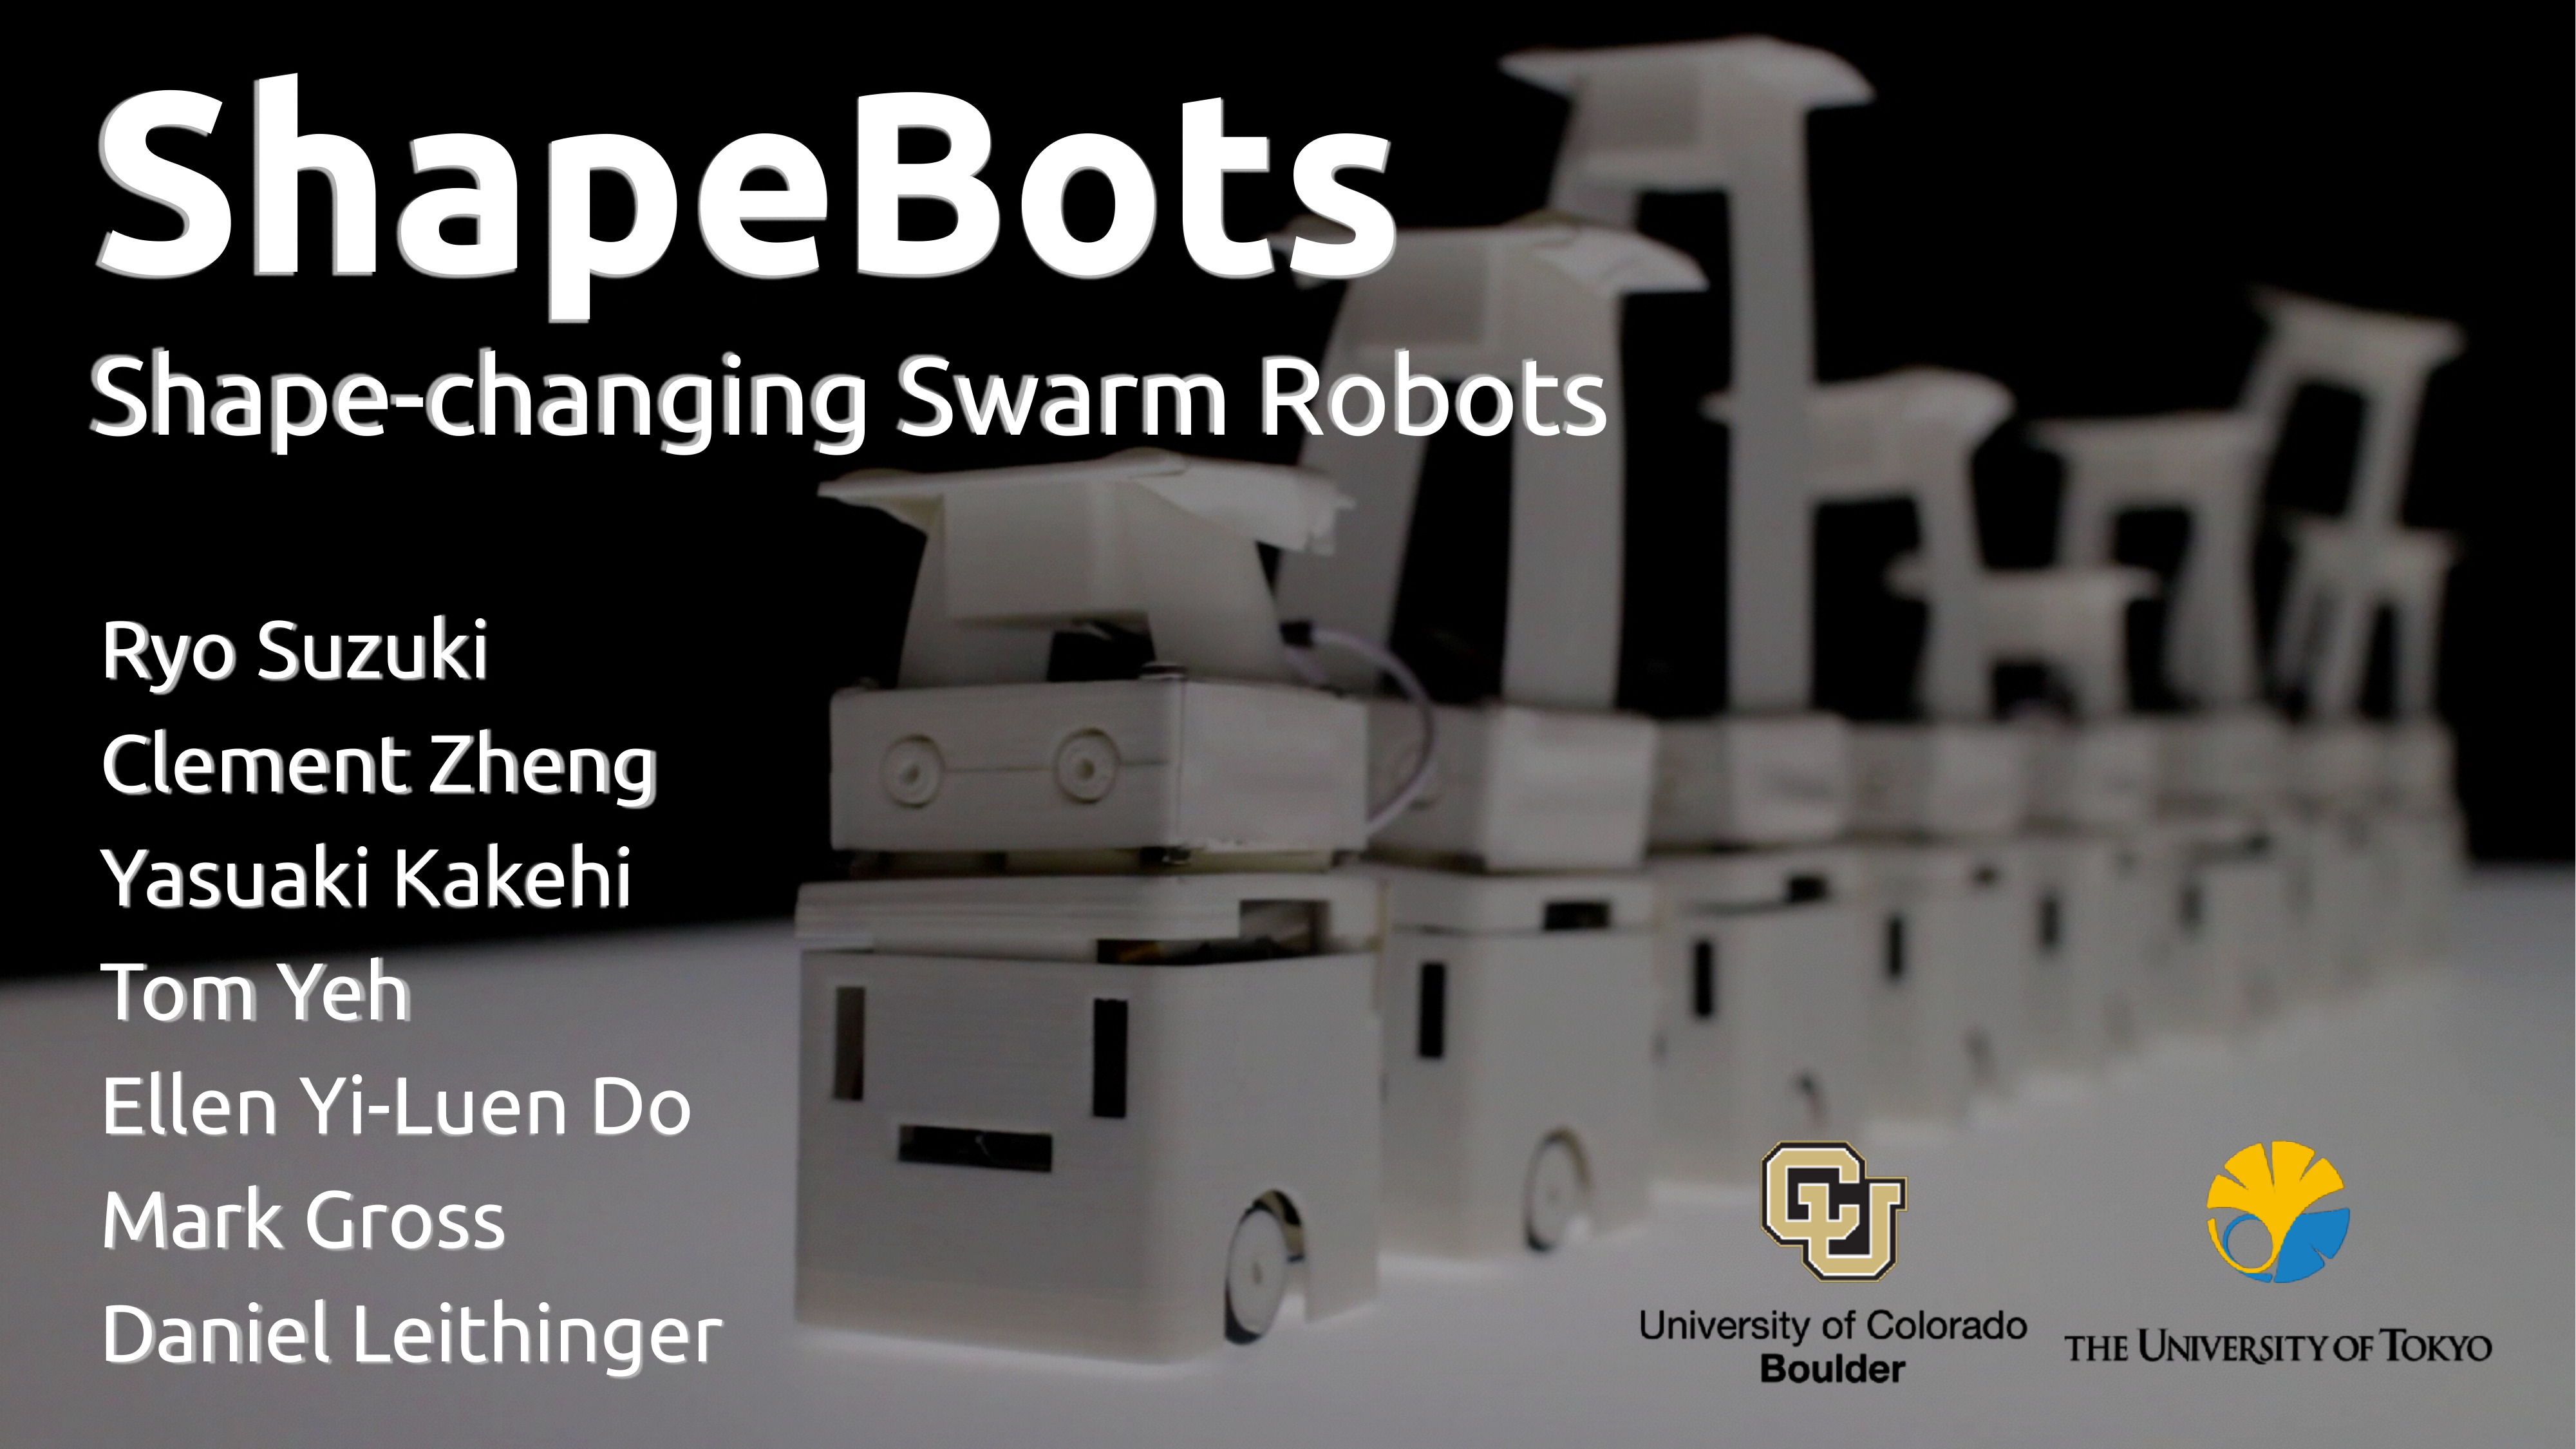 ShapeBots
Shape-changing Swarm Robots
Ryo Suzuki
Clement Zheng
Yasuaki Kakehi
Tom Yeh
Ellen Yi-Luen Do
Mark Gross
Daniel Leithinger
CU
University of Colorado
Boulder
THE UNIVERSITY OF TOKYO